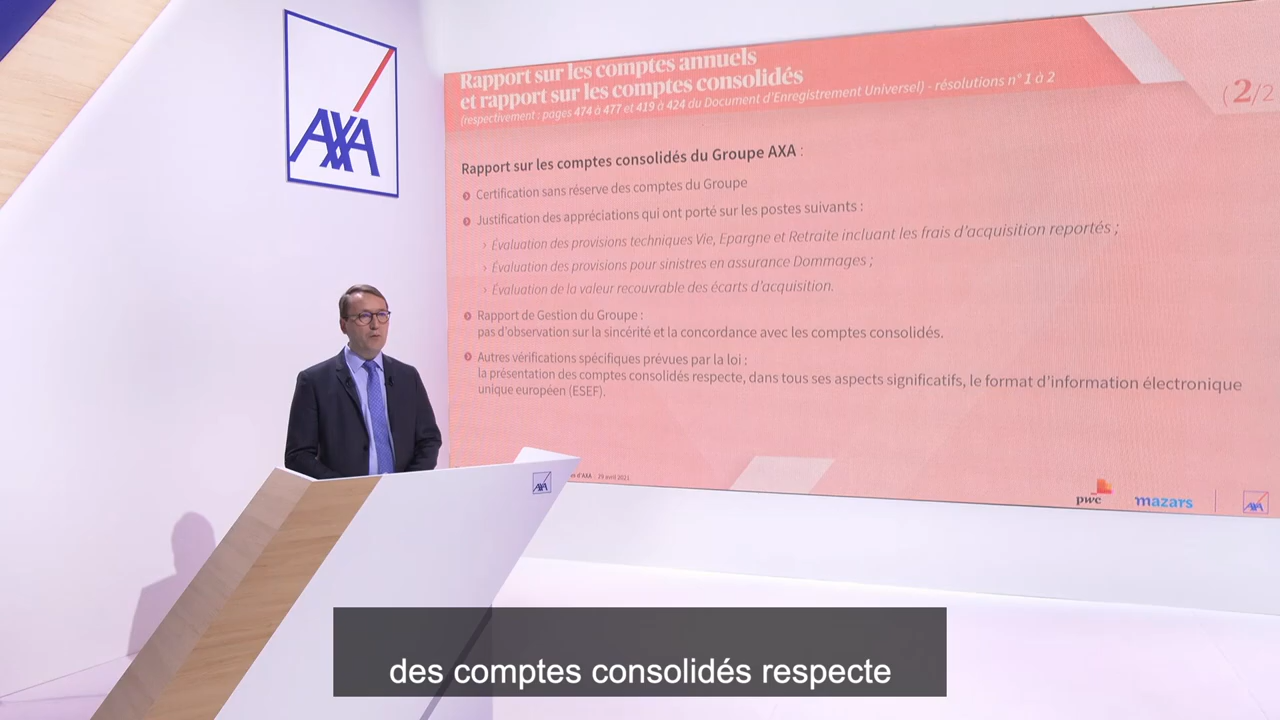 AXA
Rapport sur les comptes annuels
et rapport sur les comptes consolidés
(respectivement : pages 474 à 477 et 419 à 424 du Document d'Enregistrement Universel) - résolutions n° 1 à 2
(2/2
Rapport sur les comptes consolidés du Groupe AXA :
Certification sans réserve des comptes du Groupe
Justification des appréciations qui ont porté sur les postes suivants :
› Évaluation des provisions techniques Vie, Epargne et Retraite incluant les frais d'acquisition reportés ;
› Évaluation des provisions pour sinistres en assurance Dommages ;
› Évaluation de la valeur recouvrable des écarts d'acquisition.
Rapport de Gestion du Groupe :
pas d'observation sur la sincérité et la concordance avec les comptes consolidés.
Autres vérifications spécifiques prévues par la loi :
la présentation des comptes consolidés respecte, dans tous ses aspects significatifs, le format d'information électronique
unique européen (ESEF).
d'AXA - 29 avril 2021
pwc
mazars
AXA
AXA
des comptes consolidés respecte